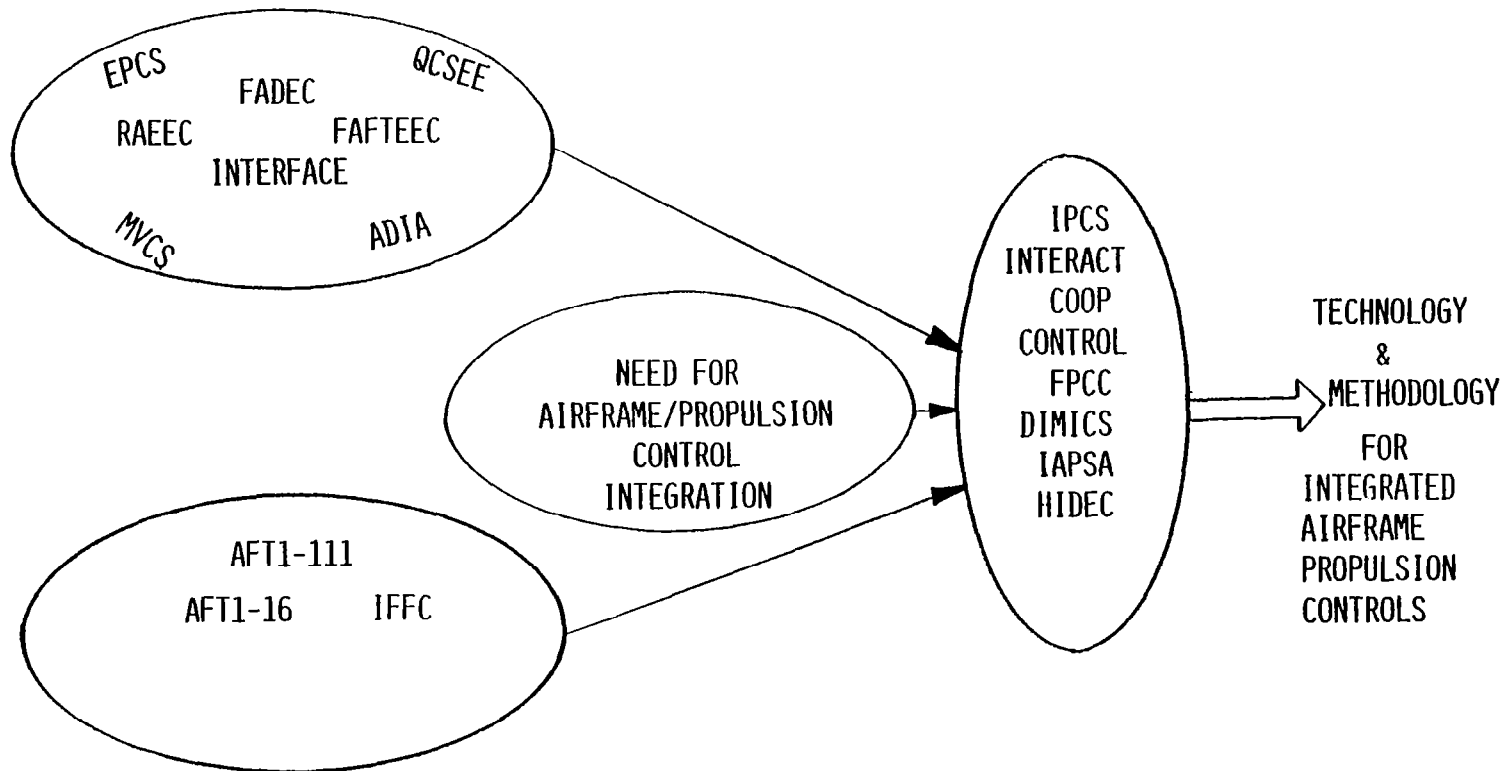 EPCS
QCSEE
FADEC
RAEEC FAFTEEC
INTERFACE
MVCS
ADIA
NEED FOR
AIRFRAME/PROPULSION
CONTROL
INTEGRATION
AFT1-111
AFT1-16 IFFC
IPCS
INTERACT
COOP
CONTROL
FPCC
DIMICS
IAPSA
HIDEC
TECHNOLOGY
&
METHODOLOGY
FOR
INTEGRATED
AIRFRAME
PROPULSION
CONTROLS